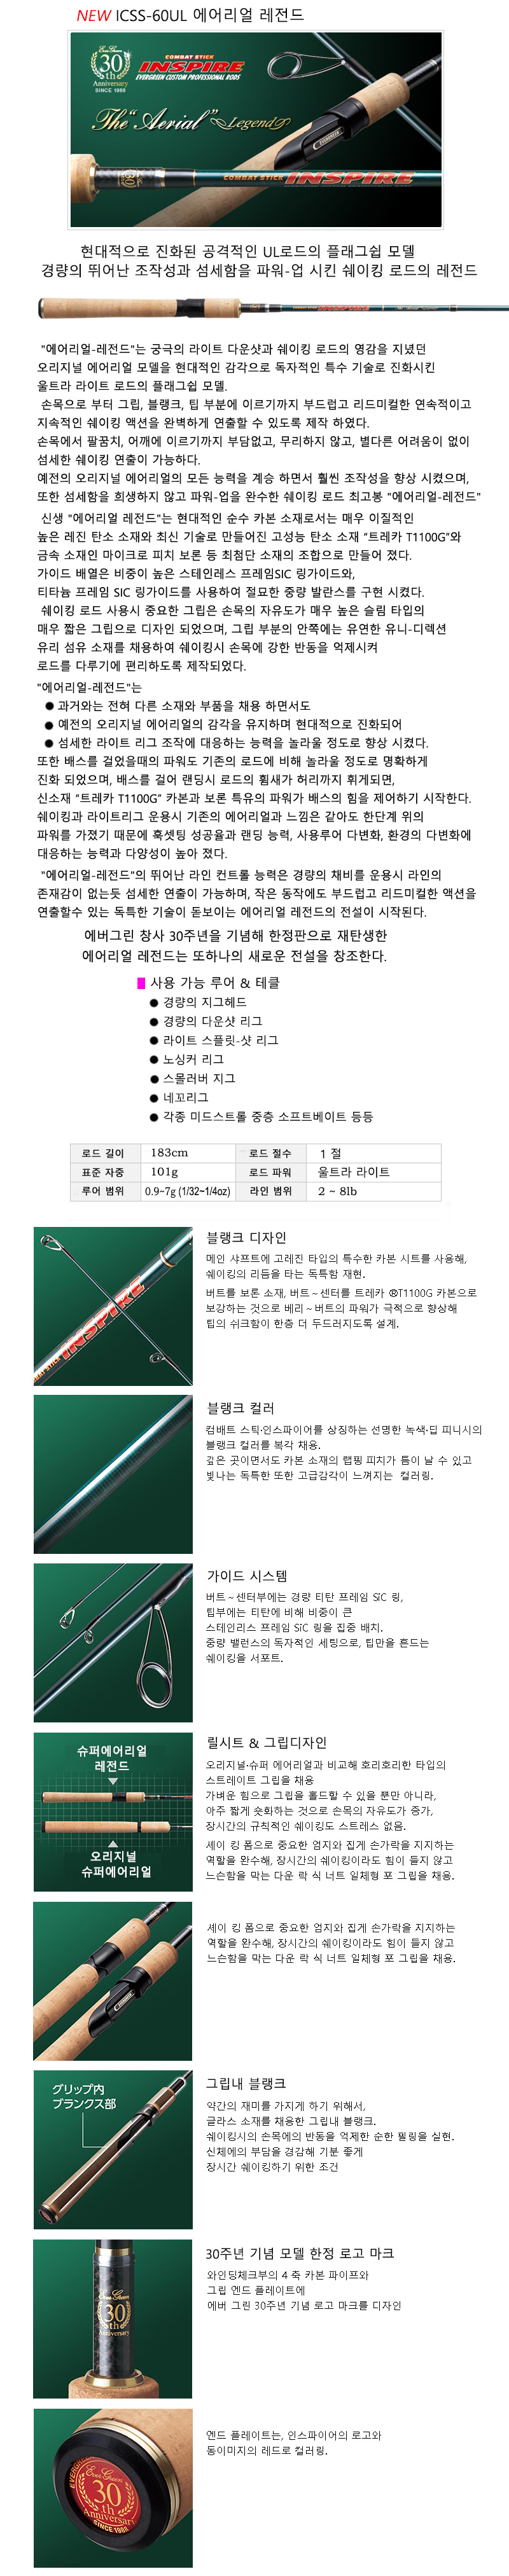 NEW ICSS-60UL 에어리얼 레전드
Ever Green
30
th
Anniversary
SINCE 1988
COMBAT STICK
INSPIRE
EVERGREEN CUSTOM PROFESSIONAL RODS
The "Aerial" Legend
EVERGREEN
COMBAT STICK INSPIRE
현대적으로 진화된 공격적인 UL로드의 플래그쉽 모델
경량의 뛰어난 조작성과 섬세함을 파워-업 시킨 쉐이킹 로드의 레전드
"에어리얼-레전드"는 궁극의 라이트 다운샷과 쉐이킹 로드의 영감을 지녔던
오리지널 에어리얼 모델을 현대적인 감각으로 독자적인 특수 기술로 진화시킨
울트라 라이트 로드의 플래그쉽 모델.
손목으로 부터 그립, 블랭크, 팁 부분에 이르기까지 부드럽고 리드미컬한 연속적이고
지속적인 쉐이킹 액션을 완벽하게 연출할 수 있도록 제작 하였다.
손목에서 팔꿈치, 어깨에 이르기까지 부담없고, 무리하지 않고, 별다른 어려움이 없이
섬세한 쉐이킹 연출이 가능하다.
예전의 오리지널 에어리얼의 모든 능력을 계승 하면서 훨씬 조작성을 향상 시켰으며,
또한 섬세함을 희생하지 않고 파워-업을 완수한 쉐이킹 로드 최고봉 "에어리얼-레전드"
신생 "에어리얼 레전드"는 현대적인 순수 카본 소재로서는 매우 이질적인
높은 레진 탄소 소재와 최신 기술로 만들어진 고성능 탄소 소재 "트레카 T1100G"와
금속 소재인 마이크로 피치 보론 등 최첨단 소재의 조합으로 만들어 졌다.
가이드 배열은 비중이 높은 스테인레스 프레임SIC 링가이드와,
티타늄 프레임 SIC 링가이드를 사용하여 절묘한 중량 발란스를 구현 시켰다.
쉐이킹 로드 사용시 중요한 그립은 손목의 자유도가 매우 높은 슬림 타입의
매우 짧은 그립으로 디자인 되었으며, 그립 부분의 안쪽에는 유연한 유니-디렉션
유리 섬유 소재를 채용하여 쉐이킹시 손목에 강한 반동을 억제시켜
로드를 다루기에 편리하도록 제작되었다.
"에어리얼-레전드"는
● 과거와는 전혀 다른 소재와 부품을 채용 하면서도
● 예전의 오리지널 에어리얼의 감각을 유지하며 현대적으로 진화되어
● 섬세한 라이트 리그 조작에 대응하는 능력을 놀라울 정도로 향상 시켰다.
또한 배스를 걸었을때의 파워도 기존의 로드에 비해 놀라울 정도로 명확하게
진화 되었으며, 배스를 걸어 랜딩시 로드의 휨새가 허리까지 휘게되면,
신소재 "트레카 T1100G" 카본과 보론 특유의 파워가 배스의 힘을 제어하기 시작한다.
쉐이킹과 라이트리그 운용시 기존의 에어리얼과 느낌은 같아도 한단계 위의
파워를 가졌기 때문에 훅셋팅 성공율과 랜딩 능력, 사용루어 다변화, 환경의 다변화에
대응하는 능력과 다양성이 높아 졌다.
"에어리얼-레전드"의 뛰어난 라인 컨트롤 능력은 경량의 채비를 운용시 라인의
존재감이 없는듯 섬세한 연출이 가능하며, 작은 동작에도 부드럽고 리드미컬한 액션을
연출할수 있는 독특한 기술이 돋보이는 에어리얼 레전드의 전설이 시작된다.
에버그린 창사 30주년을 기념해 한정판으로 재탄생한
에어리얼 레전드는 또하나의 새로운 전설을 창조한다.
사용 가능 루어 & 테클
● 경량의 지그헤드
● 경량의 다운샷 리그
● 라이트 스플릿-샷 리그
● 노싱커 리그
● 스몰러버 지그
● 네꼬리그
● 각종 미드스트롤 중층 소프트베이트 등등
로드 길이 183cm 로드 절수 1 절
표준 자중 101g 로드 파워 울트라 라이트
루어 범위 0.9~7g (1/32~1/4oz) 라인 범위 2 ~ 8lb
블랭크 디자인
메인 샤프트에 고레진 타입의 특수한 카본 시트를 사용해,
쉐이킹의 리듬을 타는 독특함 재현.
버트를 보론 소재, 버트~센터를 트레카 ®T1100G 카본으로
보강하는 것으로 베리~버트의 파워가 극적으로 향상해
팁의 쉬크함이 한층 더 두드러지도록 설계.
COMBAT STICK INSPIRE
블랭크 컬러
컴배트 스틱·인스파이어를 상징하는 선명한 녹색·딥 피니시의
블랭크 컬러를 복각 채용.
깊은 곳이면서도 카본 소재의 랩핑 피치가 틈이 날 수 있고
빛나는 독특한 또한 고급감각이 느껴지는 컬러링.
가이드 시스템
버트~센터부에는 경량 티탄 프레임 SiC 링,
팁부에는 티탄에 비해 비중이 큰
스테인리스 프레임 SiC 링을 집중 배치.
중량 밸런스의 독자적인 세팅으로, 팁만을 흔드는
쉐이킹을 서포트.
릴시트 & 그립디자인
오리지널·슈퍼 에어리얼과 비교해 호리호리한 타입의
스트레이트 그립을 채용
가벼운 힘으로 그립을 홀드할 수 있을 뿐만 아니라,
아주 짧게 숏화하는 것으로 손목의 자유도가 증가,
장시간의 규칙적인 쉐이킹도 스트레스 없음.
셰이 킹 폼으로 중요한 엄지와 집게 손가락을 지지하는
역할을 완수해, 장시간의 쉐이킹이라도 힘이 들지 않고
느슨함을 막는 다운 락 식 너트 일체형 포 그립을 채용.
슈퍼에어리얼
레전드
오리지널
슈퍼에어리얼
셰이 킹 폼으로 중요한 엄지와 집게 손가락을 지지하는
역할을 완수해, 장시간의 쉐이킹이라도 힘이 들지 않고
느슨함을 막는 다운 락 식 너트 일체형 포 그립을 채용.
그립내 블랭크
약간의 재미를 가지게 하기 위해서,
글라스 소재를 채용한 그립내 블랭크.
쉐이킹시의 손목에의 반동을 억제한 순한 필링을 실현.
신체에의 부담을 경감해 기분 좋게
장시간 쉐이킹하기 위한 조건
グリップ内
ブランクス部
30주년 기념 모델 한정 로고 마크
와인딩체크부의 4 축 카본 파이프와
그립 엔드 플레이트에
에버 그린 30주년 기념 로고 마크를 디자인
Ever Green
30
th
Anniversary
엔드 플레이트는, 인스파이어의 로고와
동이미지의 레드로 컬러링.
Ever Green
30
th
Anniversary
SINCE 1988